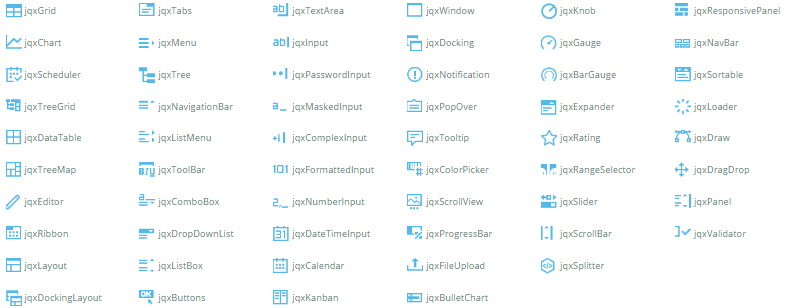 jqxGrid jqxTabs jqxTextArea jqxWindow jqxKnob jqxResponsivePanel
jqxChart jqxMenu jqxInput jqxDocking jqxGauge jqxNavBar
jqxScheduler jqxTree jqxPasswordInput jqxNotification jqxBarGauge jqxSortable
jqxTreeGrid jqxNavigationBar jqxMaskedInput jqxPopOver jqxExpander jqxLoader
jqxDataTable jqxListMenu jqxComplexInput jqxTooltip jqxRating jqxDraw
jqxTreeMap jqxToolBar jqxFormattedInput jqxColorPicker jqxRangeSelector jqxDragDrop
jqxEditor jqxComboBox jqxNumberInput jqxScrollView jqxSlider jqxPanel
jqxRibbon jqxDropDownList jqxDateTimeInput jqxProgressBar jqxScrollBar jqxValidator
jqxLayout jqxListBox jqxCalendar jqxFileUpload jqxSplitter
jqxDockingLayout jqxButtons jqxKanban jqxBulletChart